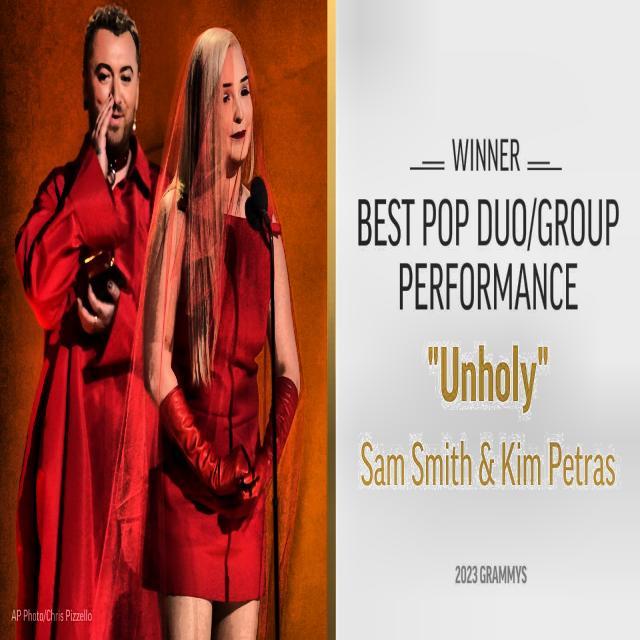 WINNER
BEST POP DUO/GROUP
PERFORMANCE
"Unholy"
Sam Smith & Kim Petras
2023 GRAMMYS
AP Photo/Chris Pizzello